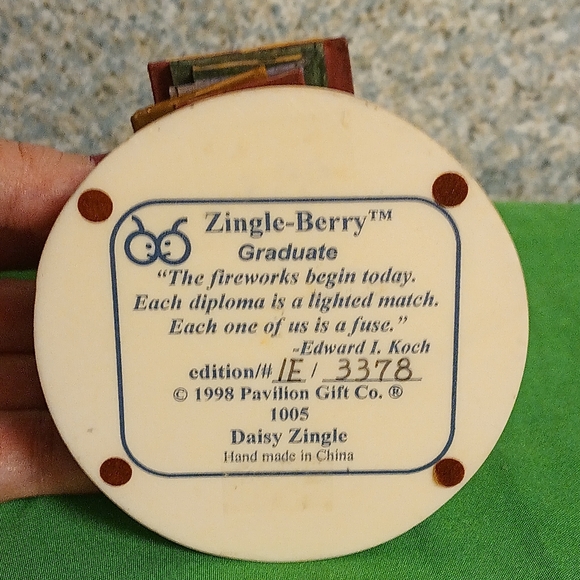 Zingle-Berry™
Graduate
"The fireworks begin today.
Each diploma is a lighted match.
Each one of us is a fuse."
-Edward I. Koch
edition/# 1E / 3378
© 1998 Pavilion Gift Co. ®
1005
Daisy Zingle
Hand made in China